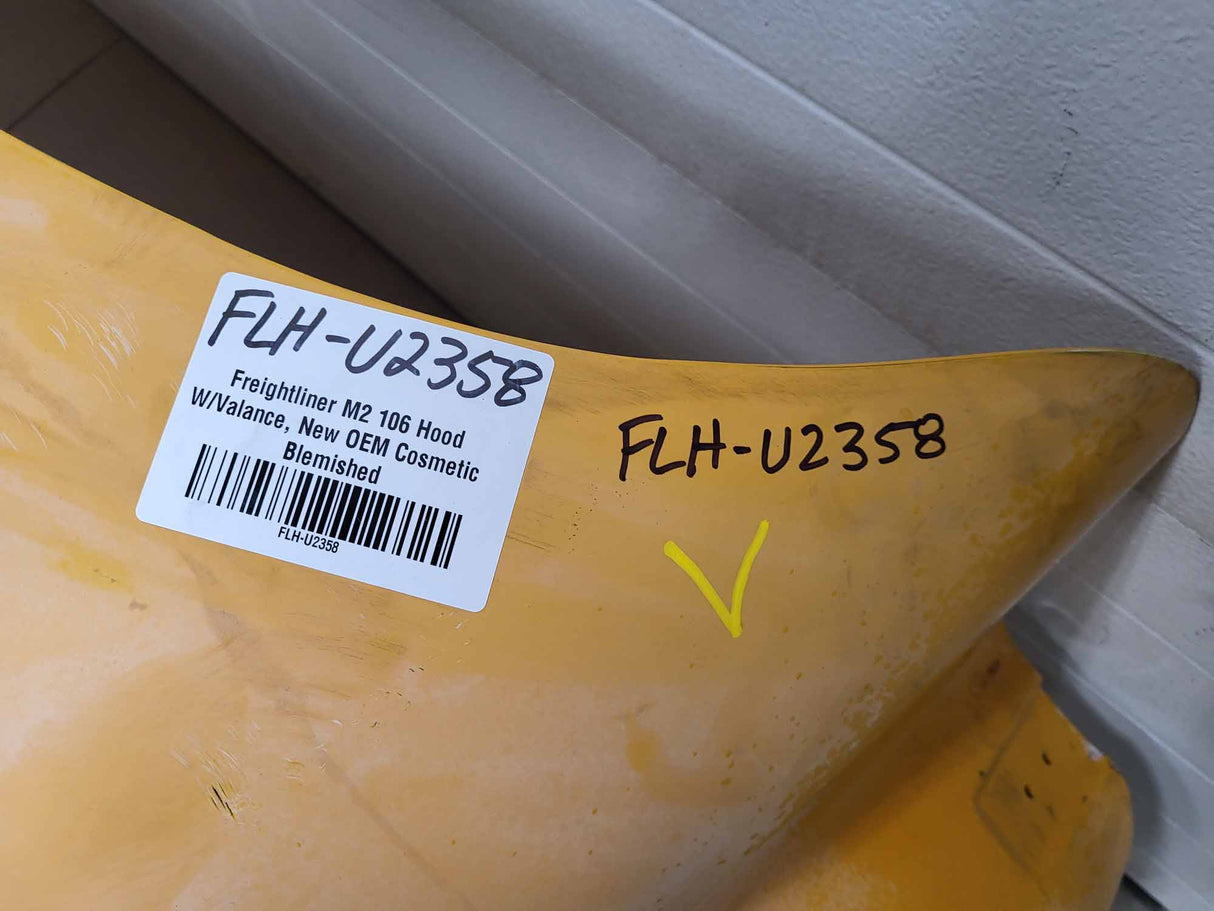 FLH-U2358
Freightliner M2 106 Hood
W/Valance, New OEM Cosmetic
Blemished
FLH-U2358
FLH-U2358